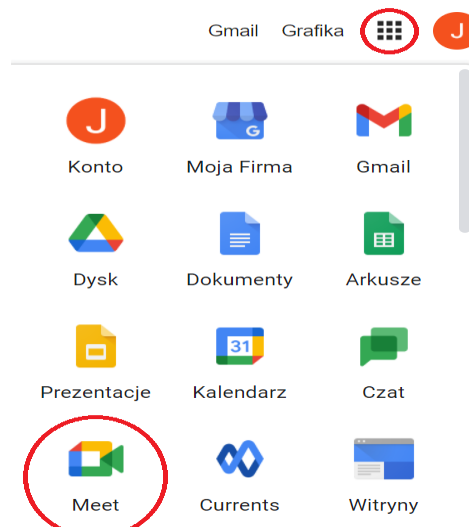 Gmail Grafika J
J G
Konto Moja Firma Gmail
Dysk Dokumenty Arkusze
31
Prezentacje Kalendarz Czat
Meet Currents Witryny